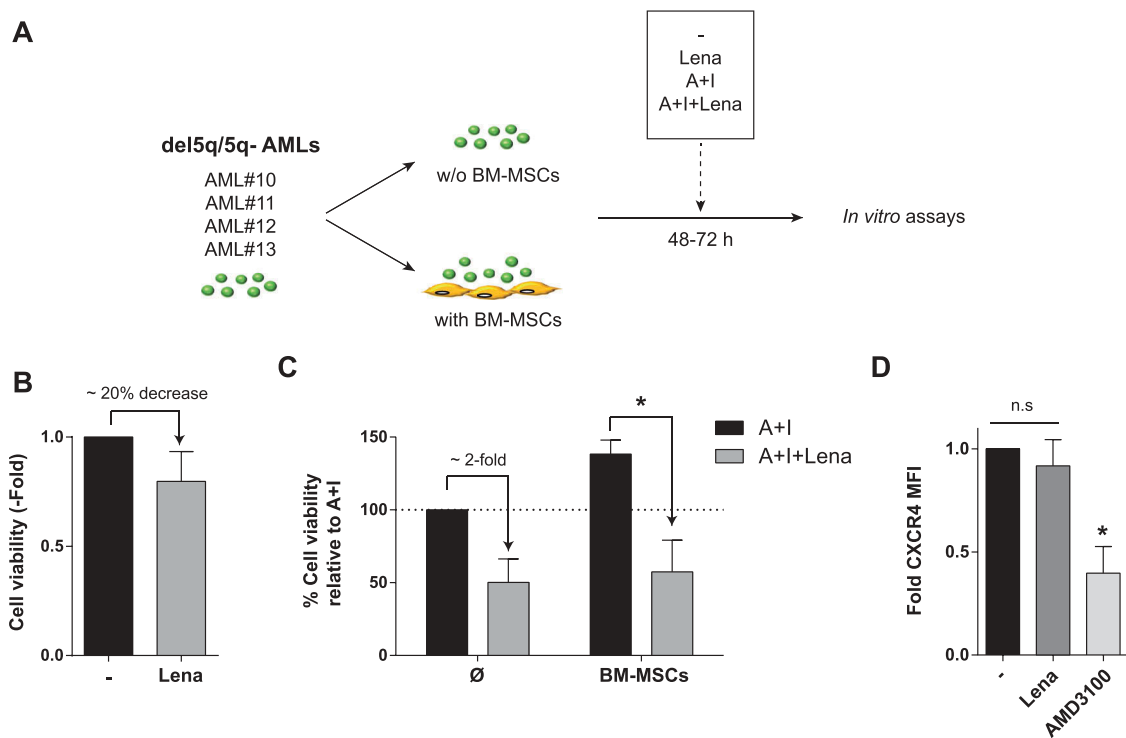 A
del5q/5q- AMLs
AML#10
AML#11
AML#12
AML#13
w/o BM-MSCs
with BM-MSCs
-
Lena
A+I
A+I+Lena
48-72 h
In vitro assays
B
~ 20% decrease
Cell viability (-Fold)
1.0
0.5
0.0
-
Lena
C
% Cell viability
relative to A+I
150
100
50
0
~ 2-fold
*
Ø
BM-MSCs
A+I
A+I+Lena
D
n.s
Fold CXCR4 MFI
1.0
0.5
0.0
*
-
Lena
AMD3100